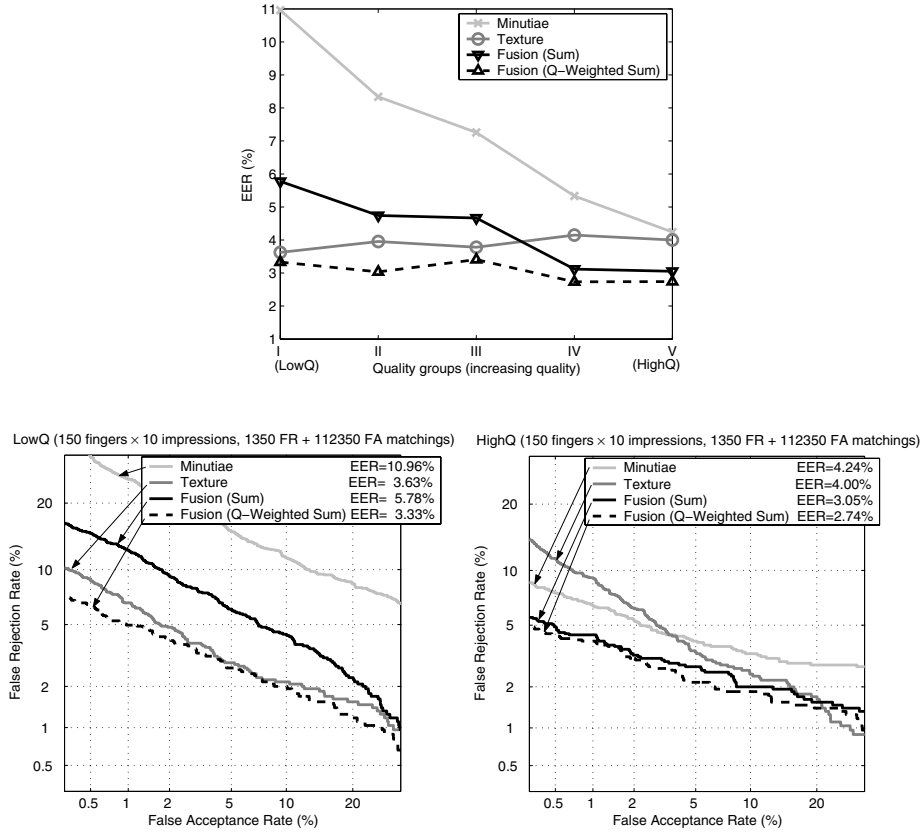 11
10
9
8
7
6
5
4
3
2
1
EER (%)
Minutiae
Texture
Fusion (Sum)
Fusion (Q−Weighted Sum)
I II III IV V
(LowQ) Quality groups (increasing quality) (HighQ)
LowQ (150 fingers × 10 impressions, 1350 FR + 112350 FA matchings)
Minutiae EER=10.96%
Texture EER= 3.63%
Fusion (Sum) EER= 5.78%
Fusion (Q−Weighted Sum) EER= 3.33%
20
10
5
2
1
0.5
False Rejection Rate (%)
0.5 1 2 5 10 20
False Acceptance Rate (%)
HighQ (150 fingers × 10 impressions, 1350 FR + 112350 FA matchings)
Minutiae EER=4.24%
Texture EER=4.00%
Fusion (Sum) EER=3.05%
Fusion (Q−Weighted Sum) EER=2.74%
20
10
5
2
1
0.5
False Rejection Rate (%)
0.5 1 2 5 10 20
False Acceptance Rate (%)